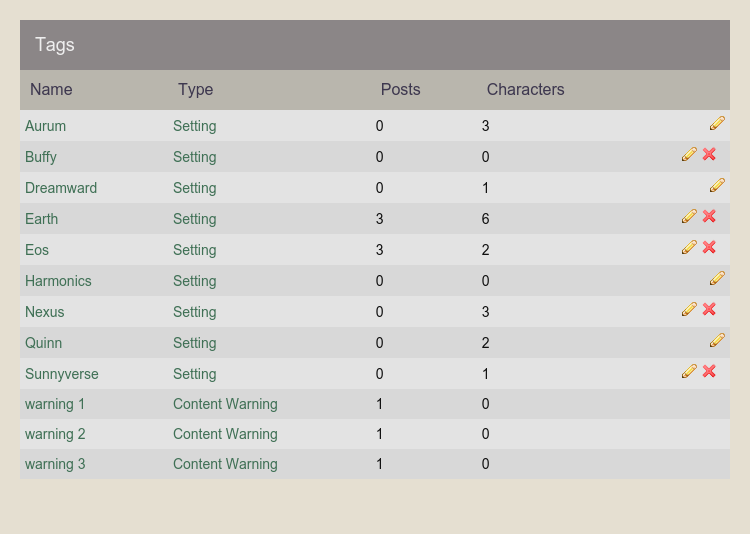 Tags
Name Type Posts Characters
Aurum Setting 0 3
Buffy Setting 0 0
Dreamward Setting 0 1
Earth Setting 3 6
Eos Setting 3 2
Harmonics Setting 0 0
Nexus Setting 0 3
Quinn Setting 0 2
Sunnyverse Setting 0 1
warning 1 Content Warning 1 0
warning 2 Content Warning 1 0
warning 3 Content Warning 1 0